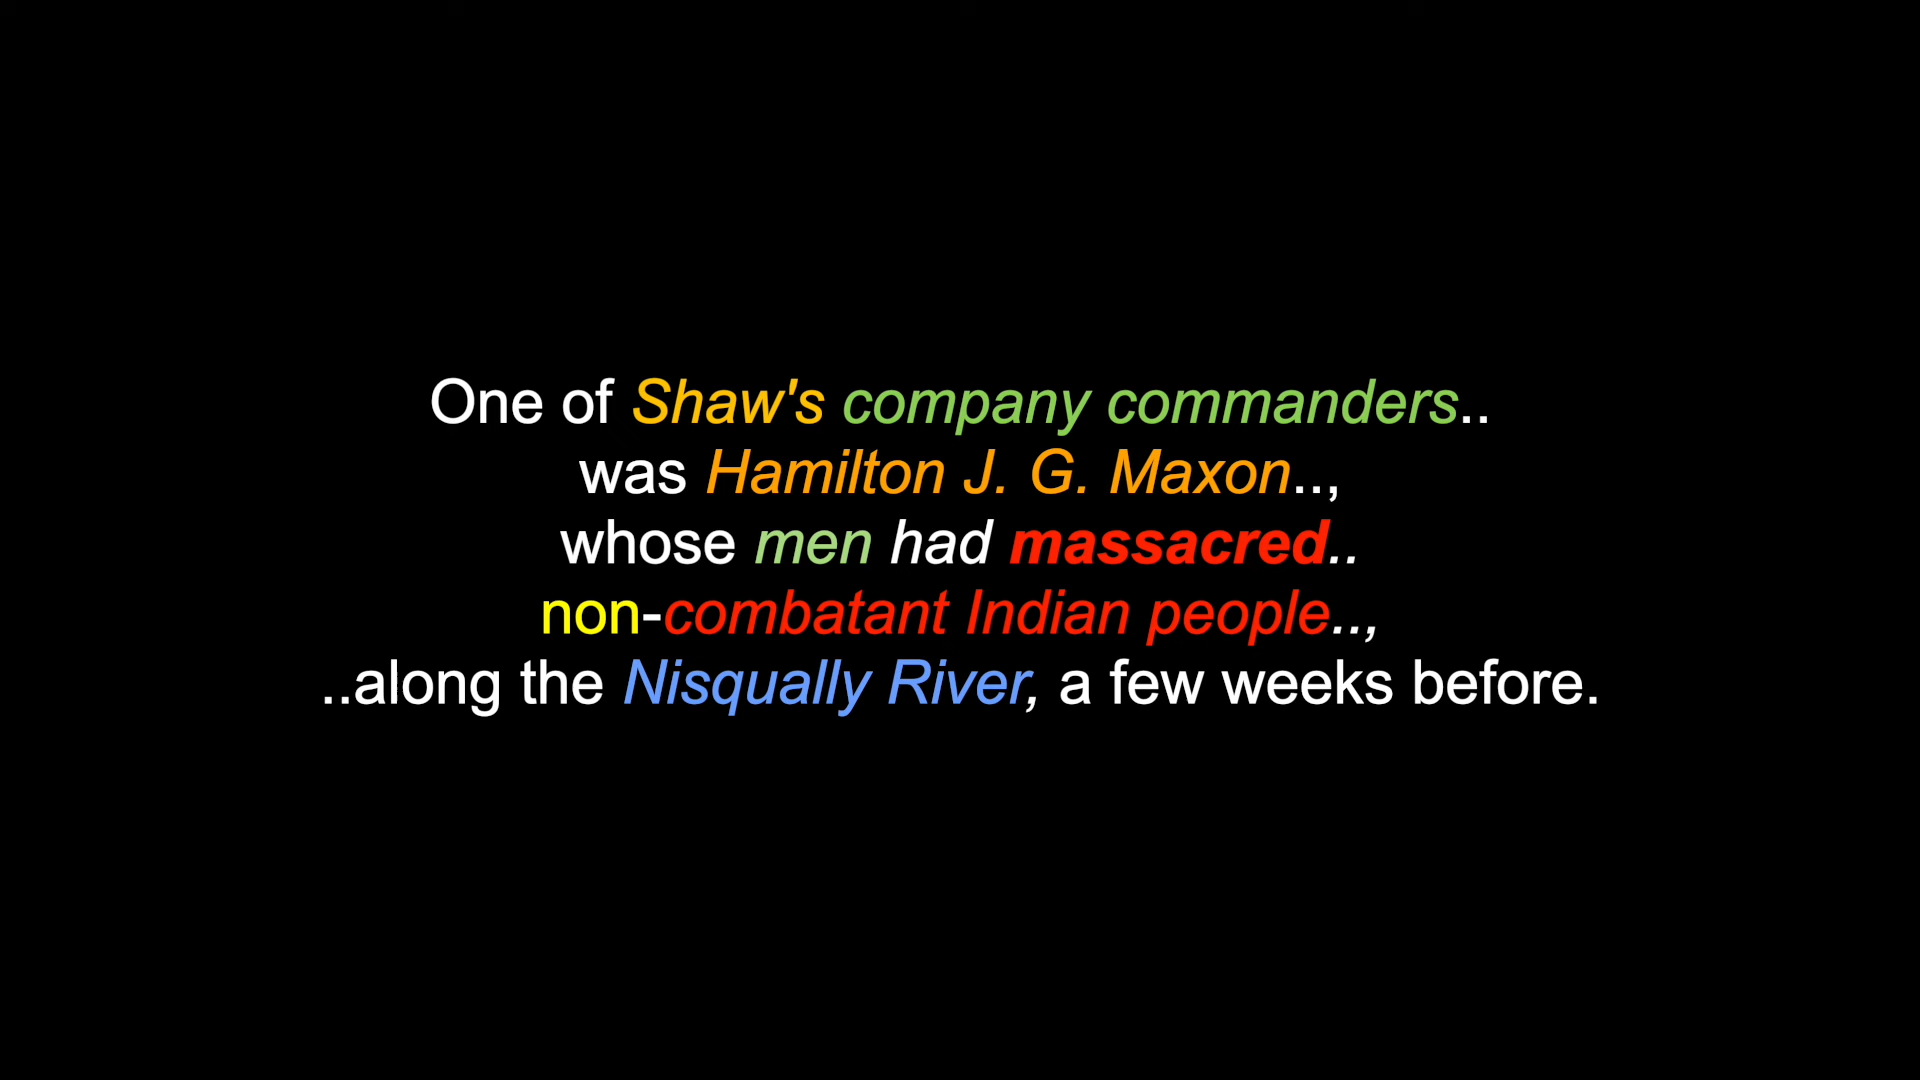 One of Shaw's company commanders..
was Hamilton J. G. Maxon..,
whose men had massacred..
non-combatant Indian people..,
..along the Nisqually River, a few weeks before.